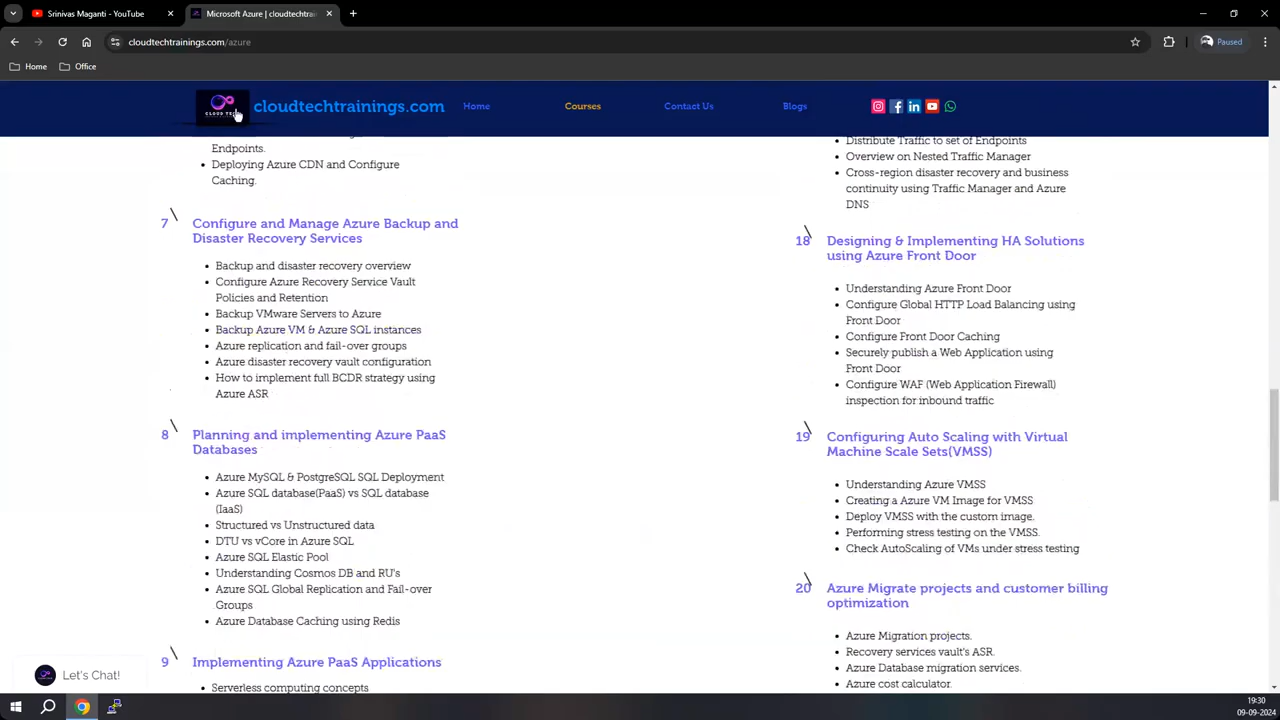 Srinivas Maganti - YouTube
Microsoft Azure | cloudtechtrain
cloudtechtrainings.com/azure
Paused
Home
Office
CLOUD TECH
cloudtechtrainings.com
Home
Courses
Contact Us
Blogs
Endpoints.
Deploying Azure CDN and Configure
Caching.
7
Configure and Manage Azure Backup and
Disaster Recovery Services
Backup and disaster recovery overview
Configure Azure Recovery Service Vault
Policies and Retention
Backup VMware Servers to Azure
Backup Azure VM & Azure SQL instances
Azure replication and fail-over groups
Azure disaster recovery vault configuration
How to implement full BCDR strategy using
Azure ASR
8
Planning and implementing Azure PaaS
Databases
Azure MySQL & PostgreSQL SQL Deployment
Azure SQL database(PaaS) vs SQL database
(IaaS)
Structured vs Unstructured data
DTU vs vCore in Azure SQL
Azure SQL Elastic Pool
Understanding Cosmos DB and RU's
Azure SQL Global Replication and Fail-over
Groups
Azure Database Caching using Redis
9
Implementing Azure PaaS Applications
Serverless computing concepts
Distribute Traffic to set of Endpoints
Overview on Nested Traffic Manager
Cross-region disaster recovery and business
continuity using Traffic Manager and Azure
DNS
18
Designing & Implementing HA Solutions
using Azure Front Door
Understanding Azure Front Door
Configure Global HTTP Load Balancing using
Front Door
Configure Front Door Caching
Securely publish a Web Application using
Front Door
Configure WAF (Web Application Firewall)
inspection for inbound traffic
19
Configuring Auto Scaling with Virtual
Machine Scale Sets(VMSS)
Understanding Azure VMSS
Creating a Azure VM Image for VMSS
Deploy VMSS with the custom image.
Performing stress testing on the VMSS.
Check AutoScaling of VMs under stress testing
20
Azure Migrate projects and customer billing
optimization
Azure Migration projects.
Recovery services vault's ASR.
Azure Database migration services.
Azure cost calculator.
Let's Chat!
19:30
09-09-2024